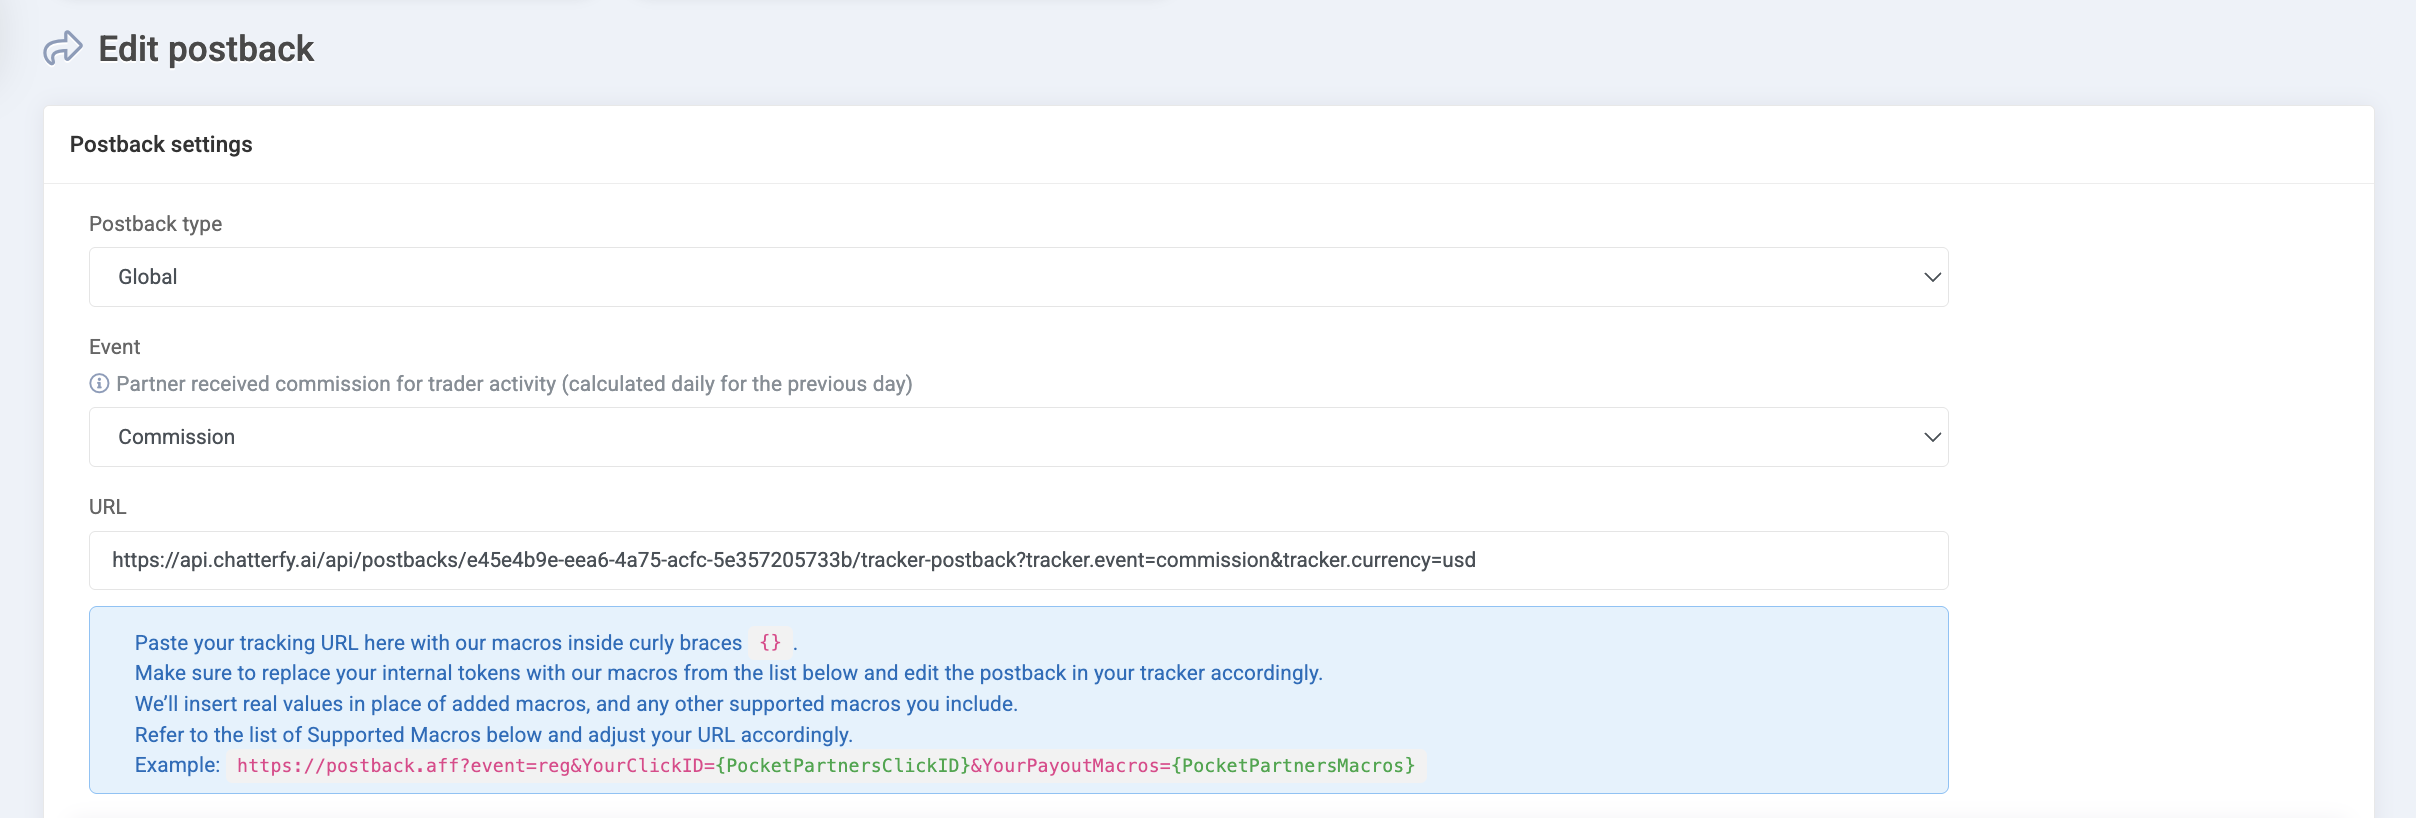 Edit postback
Postback settings
Postback type
Global
Event
Partner received commission for trader activity (calculated daily for the previous day)
Commission
URL
https://api.chatterfy.ai/api/postbacks/e45e4b9e-eea6-4a75-acfc-5e357205733b/tracker-postback?tracker.event=commission&tracker.currency=usd
Paste your tracking URL here with our macros inside curly braces {} .
Make sure to replace your internal tokens with our macros from the list below and edit the postback in your tracker accordingly.
We’ll insert real values in place of added macros, and any other supported macros you include.
Refer to the list of Supported Macros below and adjust your URL accordingly.
Example: https://postback.aff?event=reg&YourClickID={PocketPartnersClickID}&YourPayoutMacros={PocketPartnersMacros}